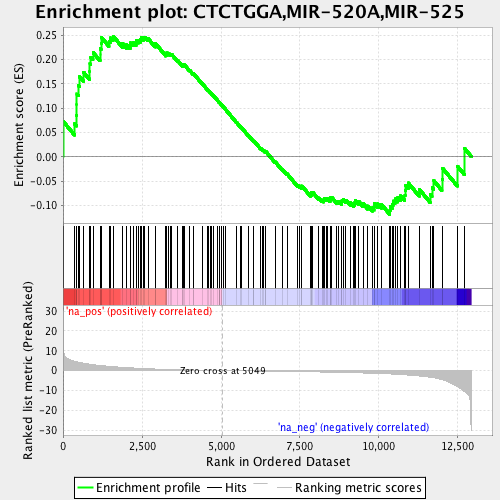 Enrichment plot: CTCTGGA,MIR-520A,MIR-525
Enrichment score (ES)
0.25
0.20
0.15
0.10
0.05
0.00
-0.05
-0.10
Ranked list metric (PreRanked)
'na_pos' (positively correlated)
30
20
10
0
-10
-20
-30
Zero cross at 5049
'na_neg' (negatively correlated)
0 2,500 5,000 7,500 10,000 12,500
Rank in Ordered Dataset
Enrichment profile Hits Ranking metric scores